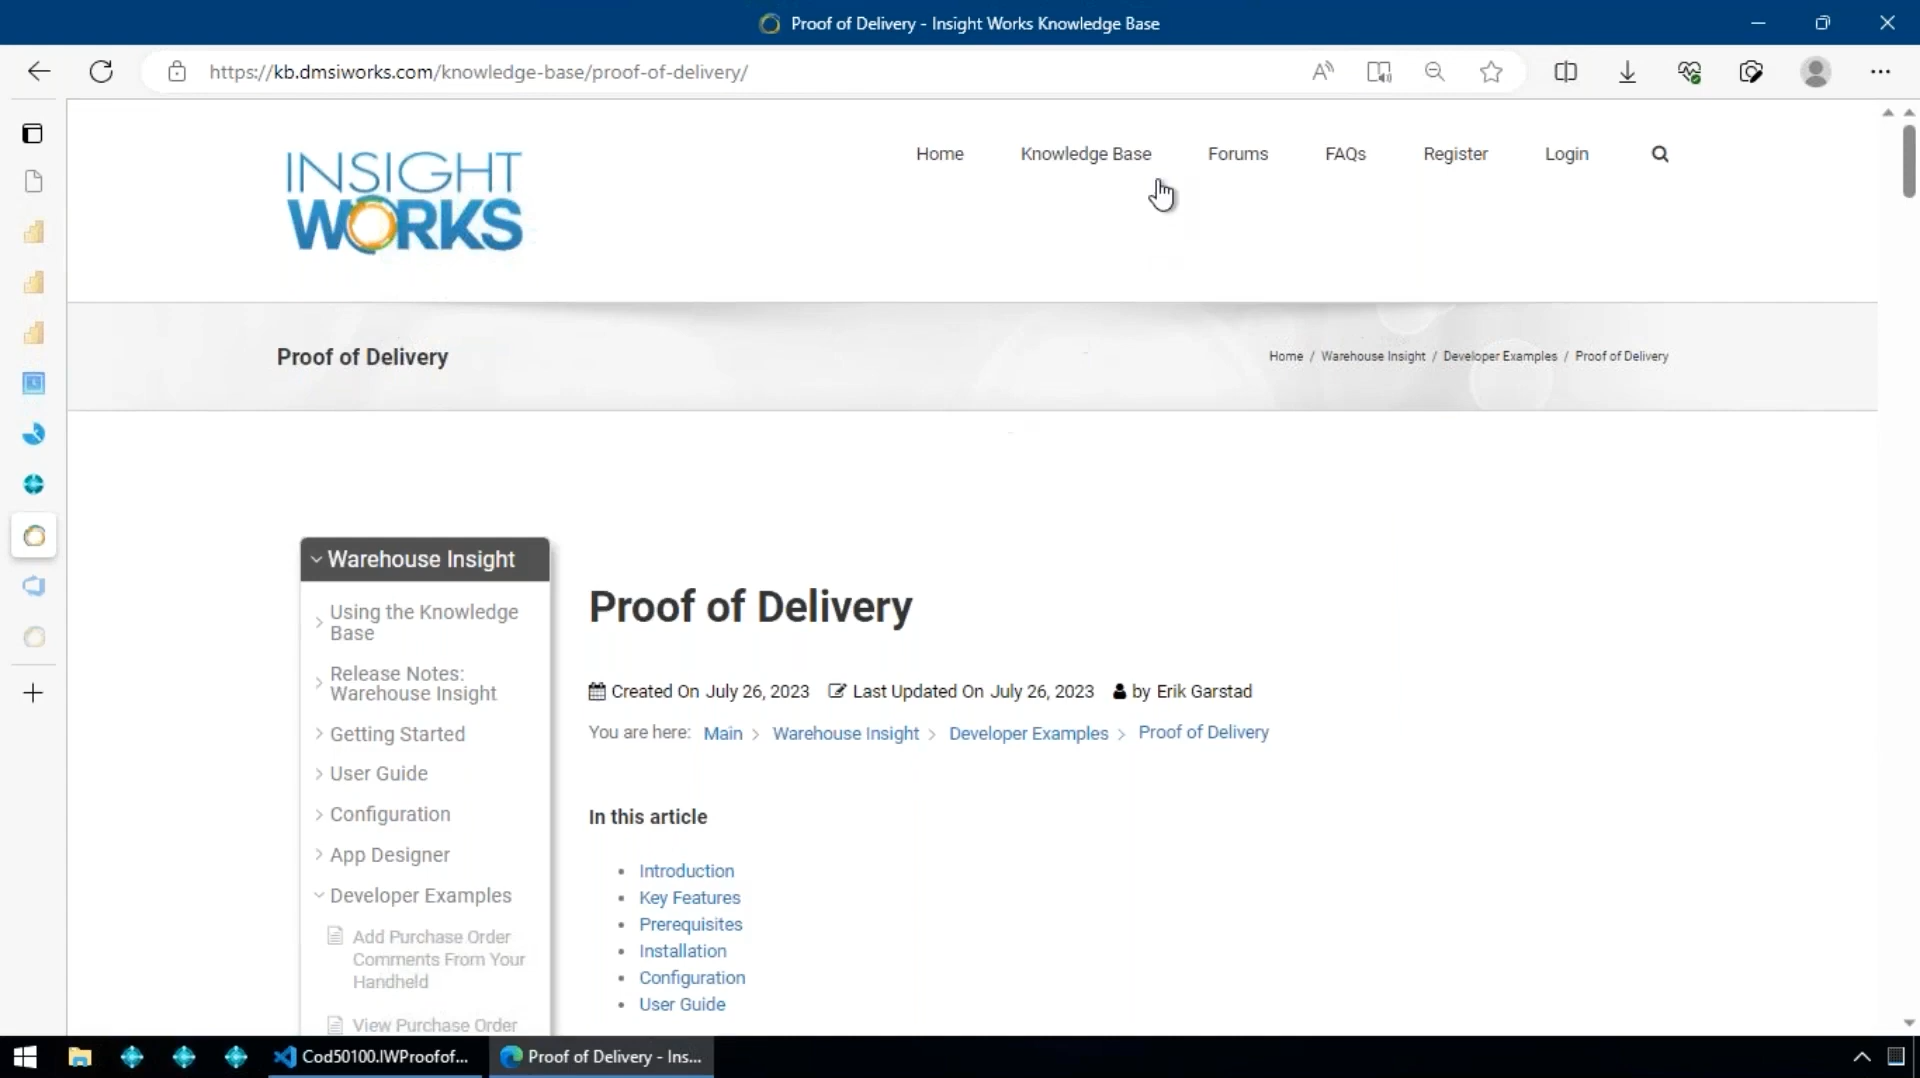 Proof of Delivery - Insight Works Knowledge Base
https://kb.dmsiworks.com/knowledge-base/proof-of-delivery/
INSIGHT
WORKS
Home Knowledge Base Forums FAQs Register Login
Proof of Delivery
Home / Warehouse Insight / Developer Examples / Proof of Delivery
Warehouse Insight
Using the Knowledge
Base
Release Notes:
Warehouse Insight
Getting Started
User Guide
Configuration
App Designer
Developer Examples
Add Purchase Order
Comments From Your
Handheld
View Purchase Order
Proof of Delivery
Created On July 26, 2023 Last Updated On July 26, 2023 by Erik Garstad
You are here: Main > Warehouse Insight > Developer Examples > Proof of Delivery
In this article
• Introduction
• Key Features
• Prerequisites
• Installation
• Configuration
• User Guide
Cod50100.IWProofof... Proof of Delivery - Ins...